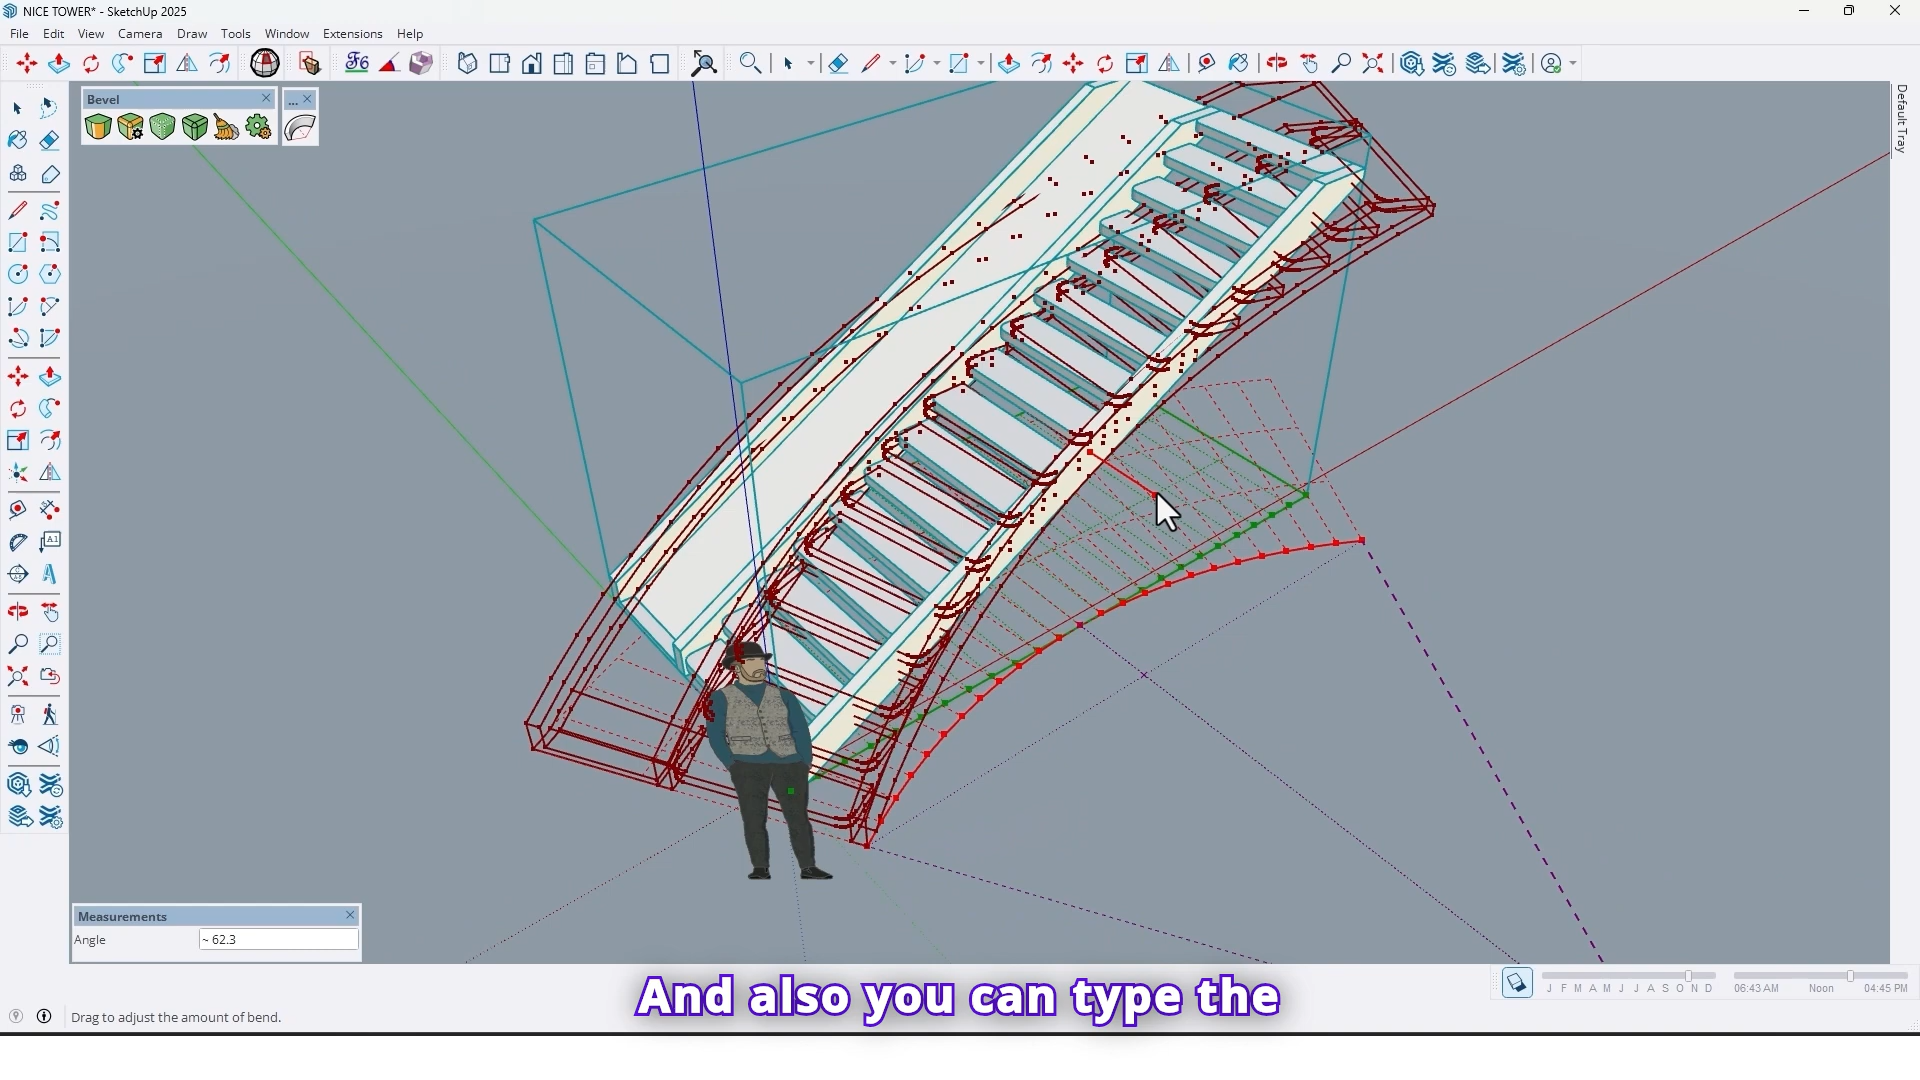 NICE TOWER* - SketchUp 2025
File Edit View Camera Draw Tools Window Extensions Help
F6
Bevel
...
Default Tray
A1
Measurements
Angle
~ 62.3
And also you can type the
J F M A M J J A S O N D
06:43 AM Noon 04:45 PM
Drag to adjust the amount of bend.